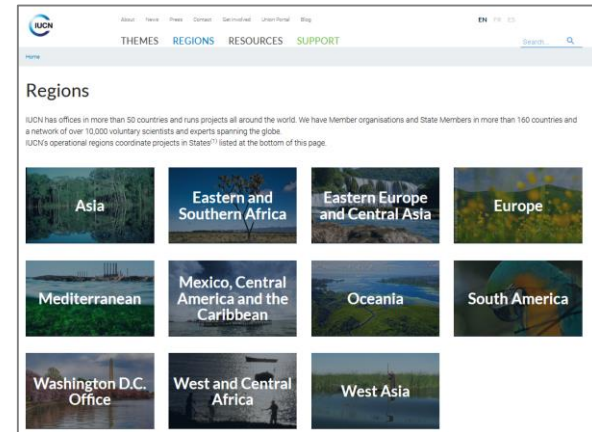 IUCN
About News Press Contact Get involved Union Portal Blog
EN FR ES
THEMES REGIONS RESOURCES SUPPORT
Search...
Home
Regions
IUCN has offices in more than 50 countries and runs projects all around the world. We have Member organisations and State Members in more than 160 countries and
a network of over 10,000 voluntary scientists and experts spanning the globe.
IUCN's operational regions coordinate projects in States(1) listed at the bottom of this page.
Asia
Eastern and
Southern Africa
Eastern Europe
and Central Asia
Europe
Mediterranean
Mexico, Central
America and the
Caribbean
Oceania
South America
Washington D.C.
Office
West and Central
Africa
West Asia